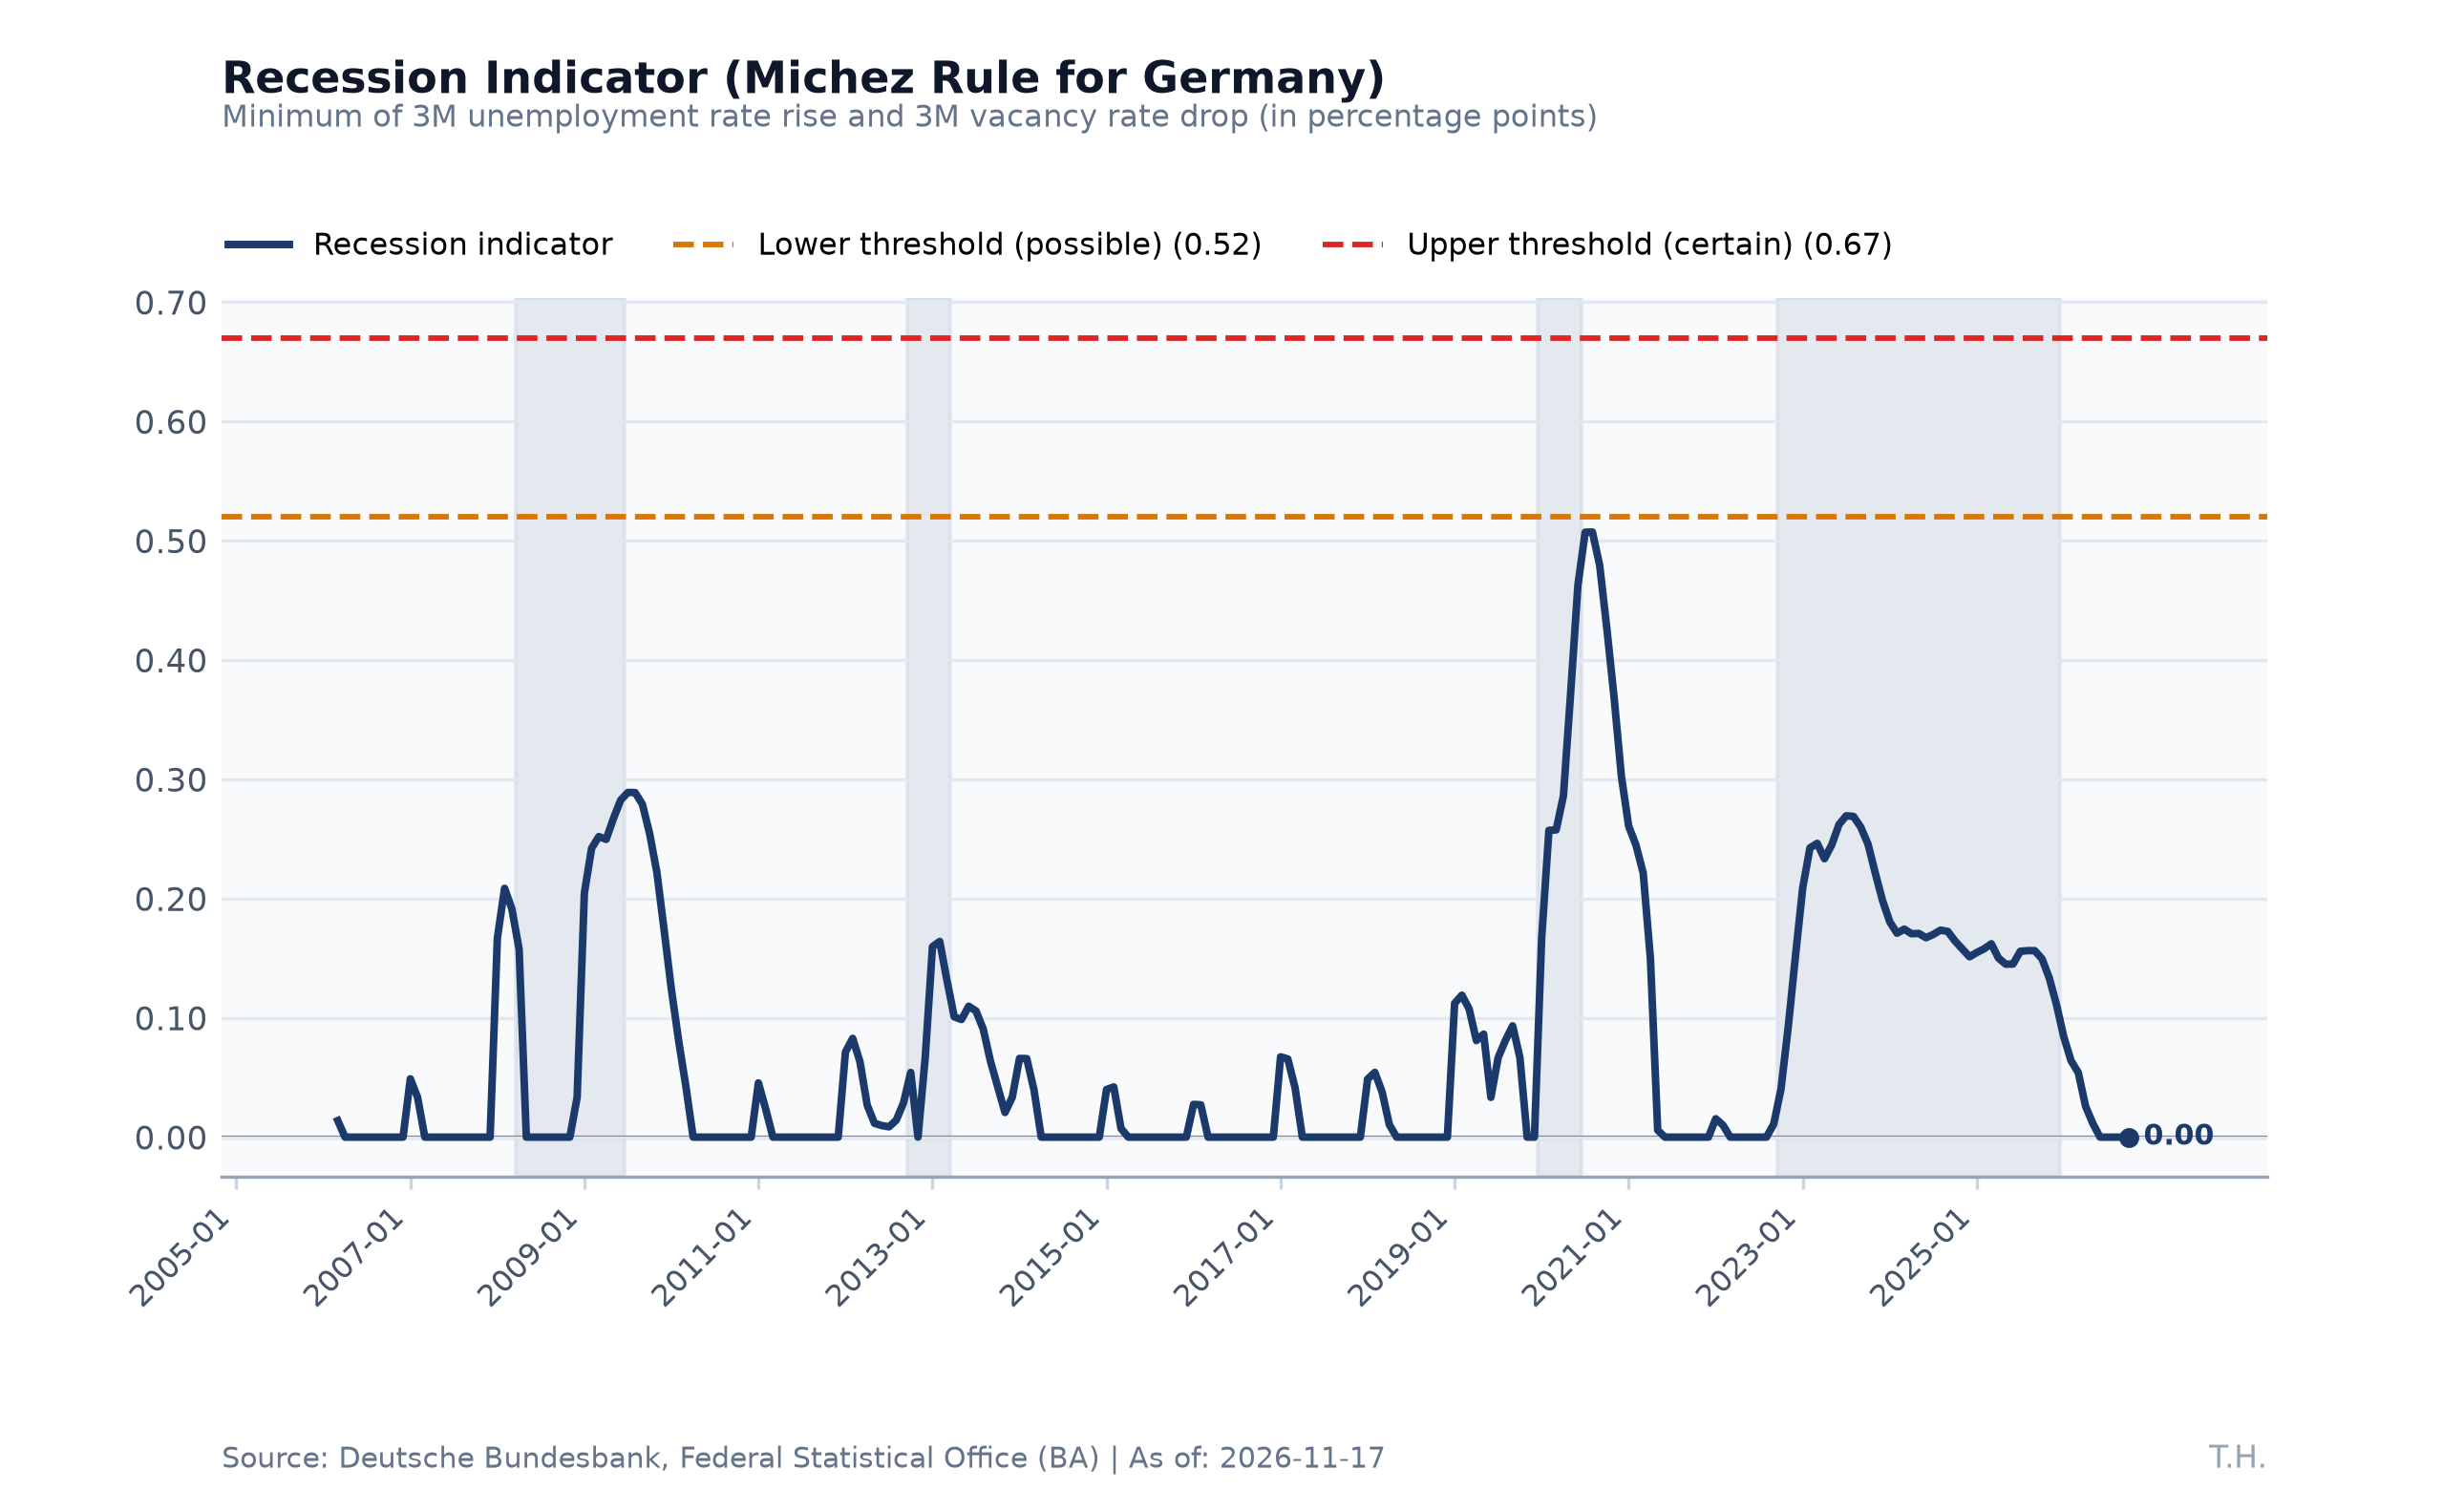 Recession Indicator (Michez Rule for Germany)
Minimum of 3M unemployment rate rise and 3M vacancy rate drop (in percentage points)
Recession indicator
Lower threshold (possible) (0.52)
Upper threshold (certain) (0.67)
0.70
0.60
0.50
0.40
0.30
0.20
0.10
0.00
0.00
2005-01
2007-01
2009-01
2011-01
2013-01
2015-01
2017-01
2019-01
2021-01
2023-01
2025-01
Source: Deutsche Bundesbank, Federal Statistical Office (BA) | As of: 2026-11-17
T.H.